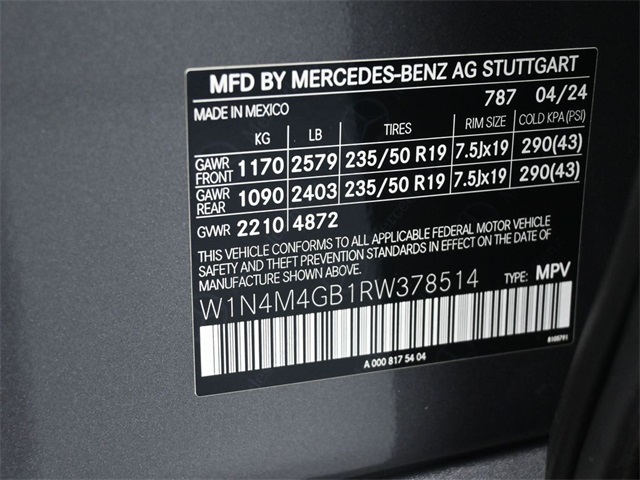 MFD BY MERCEDES-BENZ AG STUTTGART
MADE IN MEXICO 787 04/24
KG LB TIRES RIM SIZE COLD KPA (PSI)
GAWR FRONT 1170 2579 235/50 R19 7.5Jx19 290(43)
GAWR REAR 1090 2403 235/50 R19 7.5Jx19 290(43)
GVWR 2210 4872
THIS VEHICLE CONFORMS TO ALL APPLICABLE FEDERAL MOTOR VEHICLE
SAFETY AND THEFT PREVENTION STANDARDS IN EFFECT ON THE DATE OF
MANUFACTURE SHOWN ABOVE.
W1N4M4GB1RW378514 TYPE: MPV
A 000 817 54 04